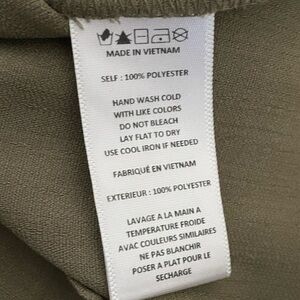 MADE IN VIETNAM
SELF : 100% POLYESTER
HAND WASH COLD
WITH LIKE COLORS
DO NOT BLEACH
LAY FLAT TO DRY
USE COOL IRON IF NEEDED
FABRIQUÉ EN VIETNAM
EXTERIEUR : 100% POLYESTER
LAVAGE A LA MAIN A
TEMPERATURE FROIDE
AVAC COULEURS SIMILAIRES
NE PAS BLANCHIR
POSER A PLAT POUR LE
SECHARGE